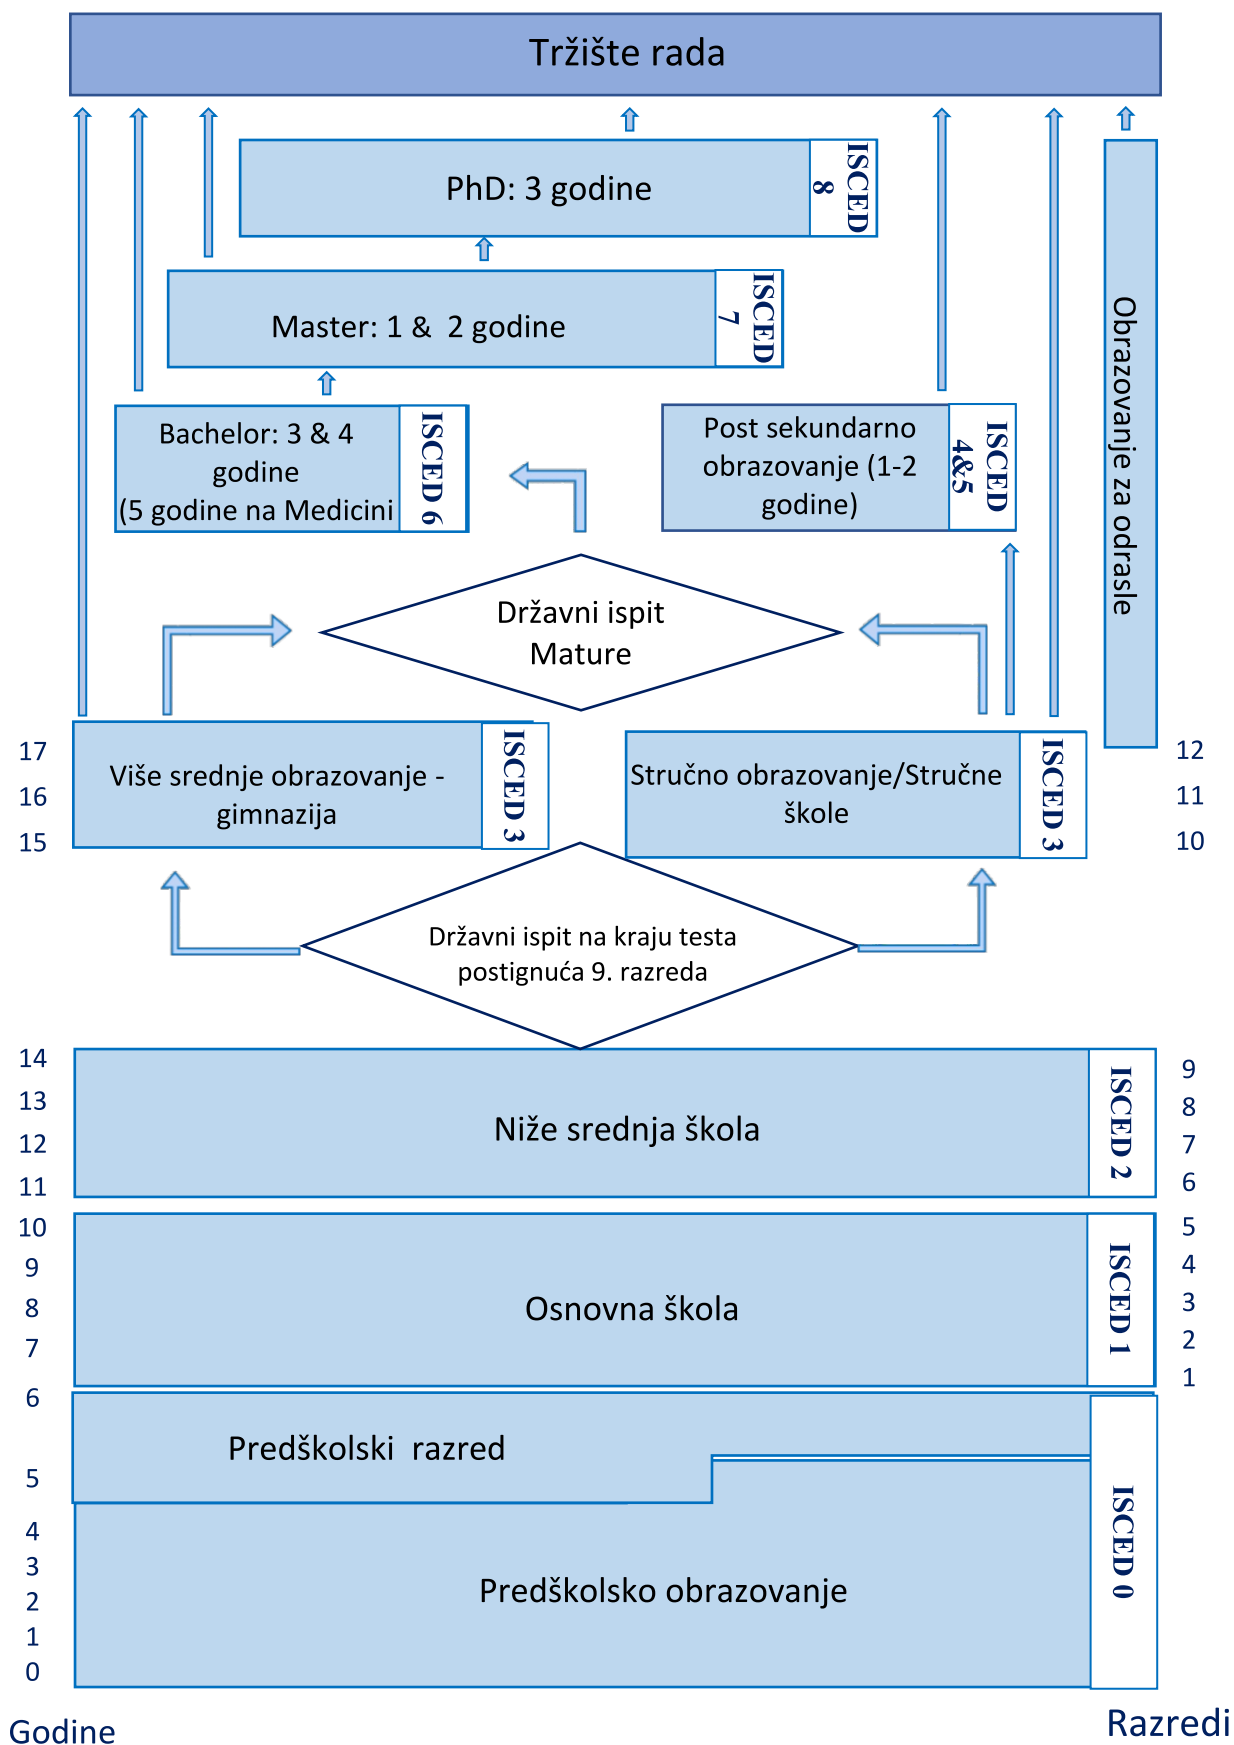 Tržište rada
PhD: 3 godine
ISCED
8
Master: 1 & 2 godine
ISCED
7
Bachelor: 3 & 4
godine
(5 godine na Medicini
ISCED 6
Post sekundarno
obrazovanje (1-2
godine)
ISCED
4&5
Obrazovanje za odrasle
Državni ispit
Mature
17
16
15
Više srednje obrazovanje -
gimnazija
ISCED 3
Stručno obrazovanje/Stručne
škole
ISCED 3
12
11
10
Državni ispit na kraju testa
postignuća 9. razreda
14
13
12
11
Niže srednja škola
ISCED 2
9
8
7
6
10
9
8
7
Osnovna škola
ISCED 1
5
4
3
2
1
6
5
Predškolski razred
4
3
2
1
0
Predškolsko obrazovanje
ISCED 0
Godine
Razredi